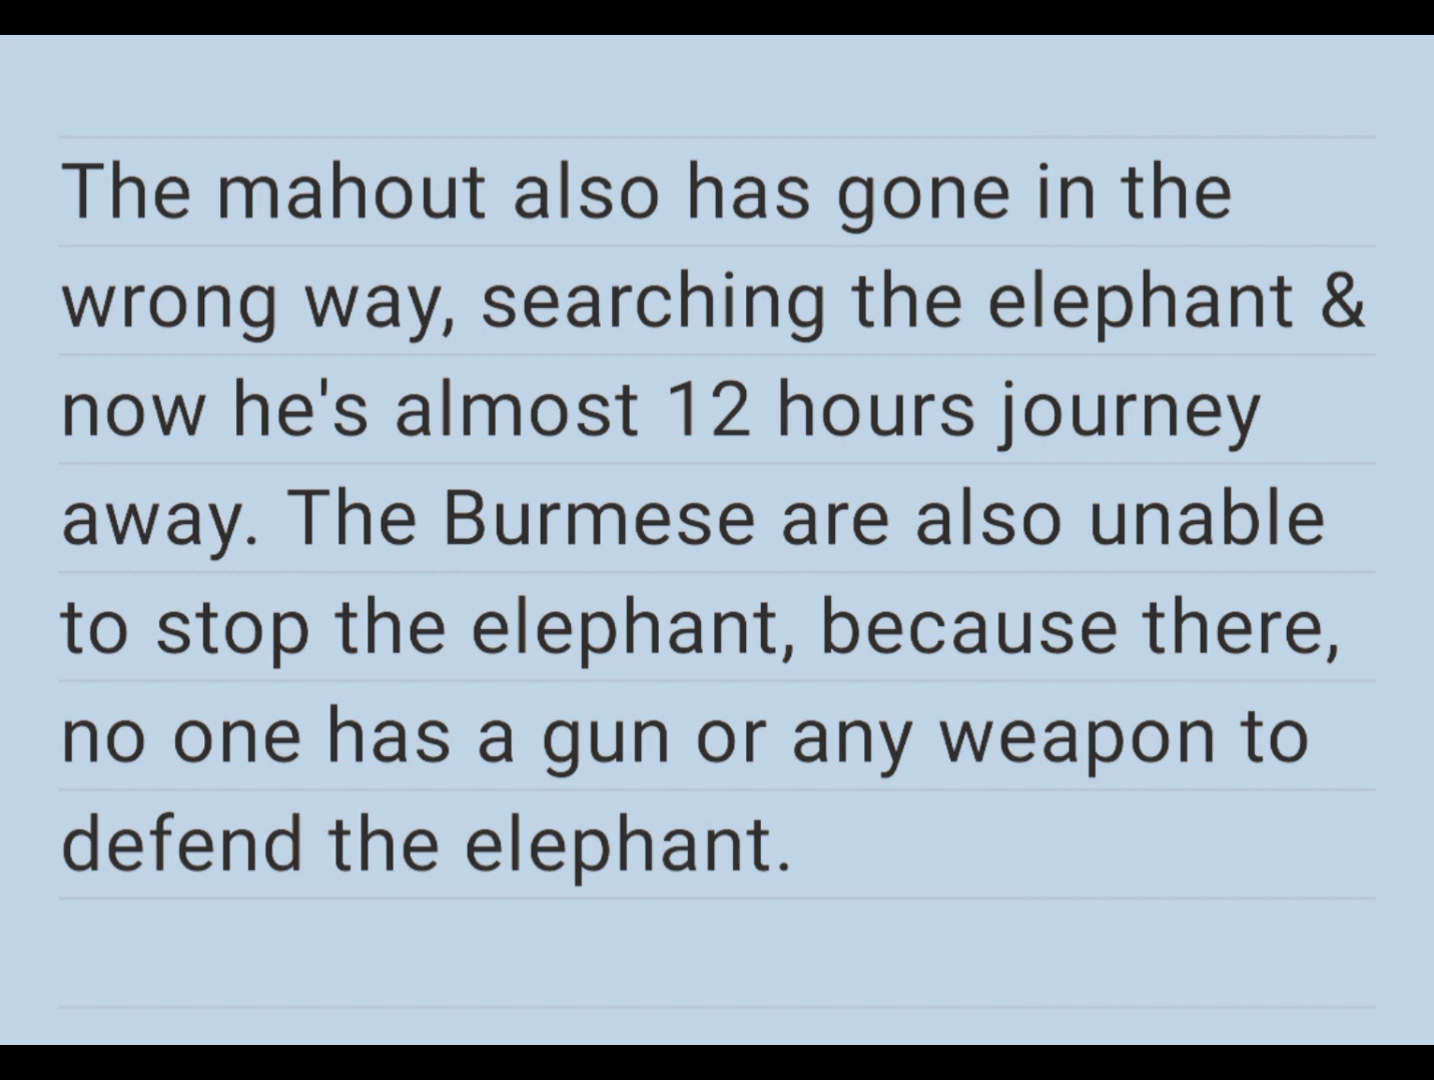 The mahout also has gone in the
wrong way, searching the elephant &
now he's almost 12 hours journey
away. The Burmese are also unable
to stop the elephant, because there,
no one has a gun or any weapon to
defend the elephant.